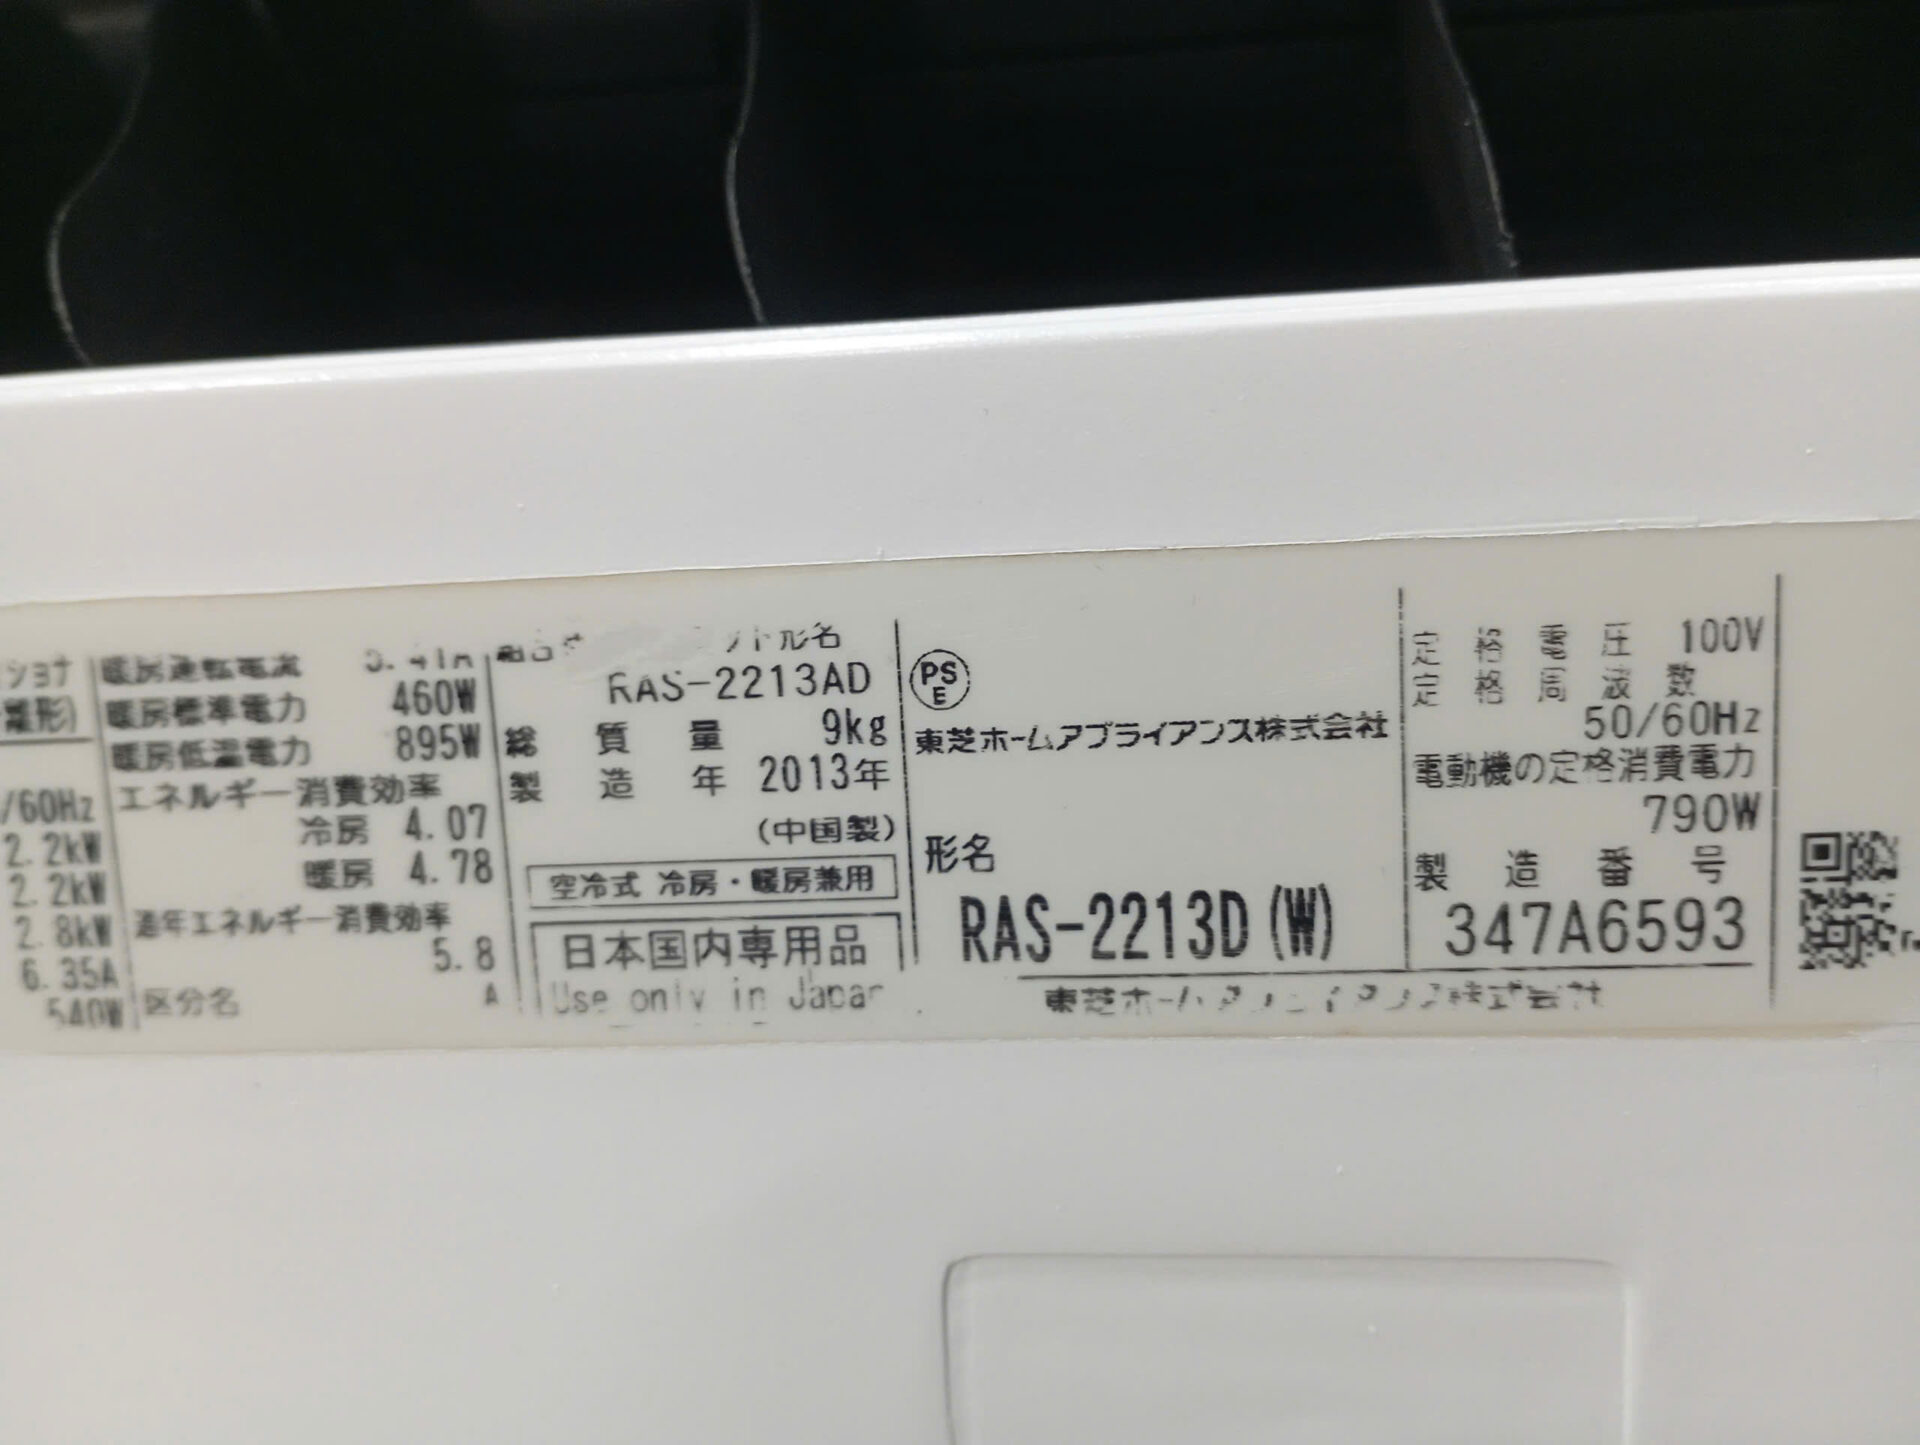 ショナ
離形)
/60Hz
2.2kW
2.2kW
2.8kW
6.35A
540W
暖房運転電流
暖房標準電力 460W
暖房低温電力 895W
エネルギー消費効率
冷房 4.07
暖房 4.78
通年エネルギー消費効率
5.8
区分名 A
ル名
RAS-2213AD
総質量 9kg
製造年 2013年
(中国製)
空冷式 冷房・暖房兼用
日本国内専用品
Use only in Japan
PS
E
東芝ホームアプライアンス株式会社
形名
RAS-2213D(W)
東芝ホームアプライアンス株式会社
定格電圧 100V
定格周波数
50/60Hz
電動機の定格消費電力
790W
製造番号
347A6593